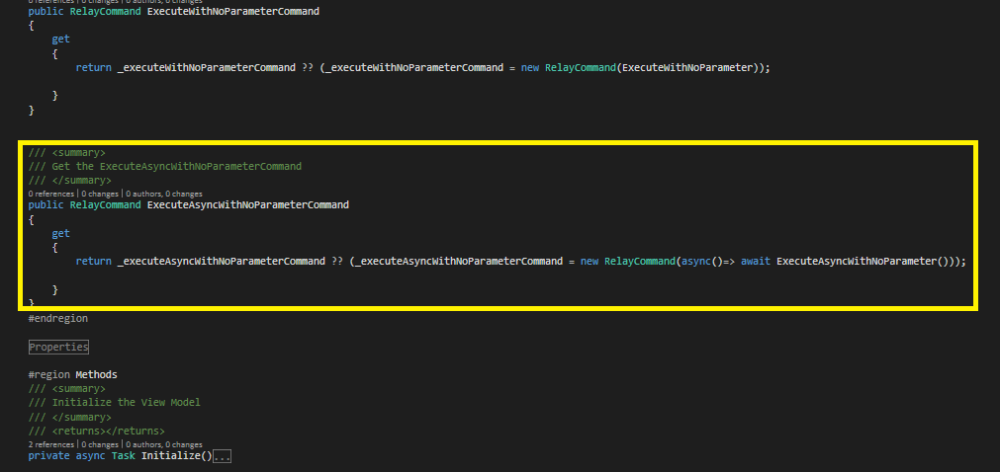 0 references | 0 changes | 0 authors, 0 changes
public RelayCommand ExecuteWithNoParameterCommand
{
get
{
return _executeWithNoParameterCommand ?? (_executeWithNoParameterCommand = new RelayCommand(ExecuteWithNoParameter));
}
}
/// <summary>
/// Get the ExecuteAsyncWithNoParameterCommand
/// </summary>
0 references | 0 changes | 0 authors, 0 changes
public RelayCommand ExecuteAsyncWithNoParameterCommand
{
get
{
return _executeAsyncWithNoParameterCommand ?? (_executeAsyncWithNoParameterCommand = new RelayCommand(async()=> await ExecuteAsyncWithNoParameter()));
}
}
#endregion
Properties
#region Methods
/// <summary>
/// Initialize the View Model
/// </summary>
/// <returns></returns>
2 references | 0 changes | 0 authors, 0 changes
private async Task Initialize()...